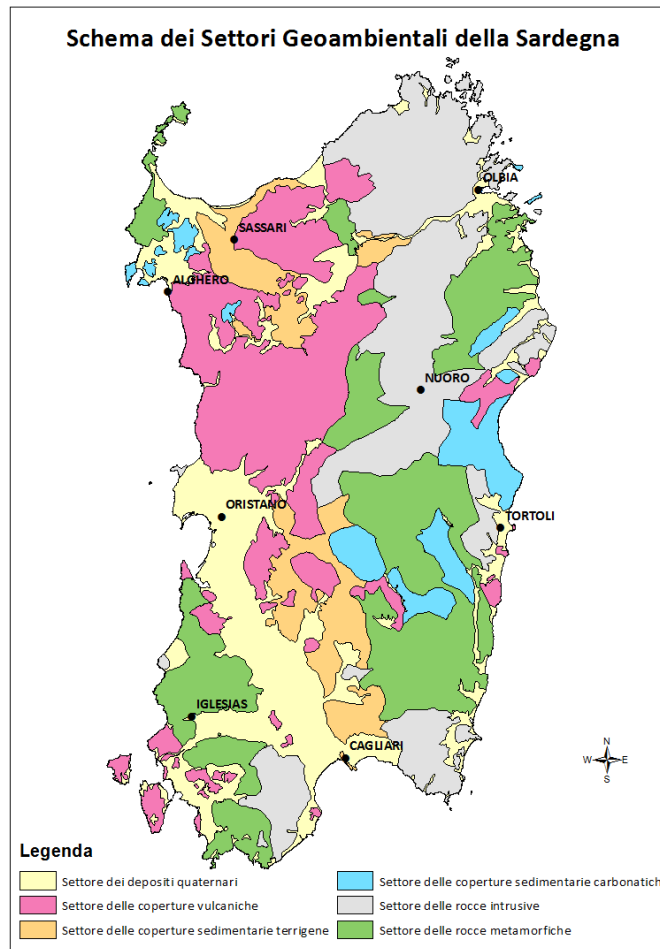 Schema dei Settori Geoambientali della Sardegna
OLBIA
SASSARI
ALGHERO
NUORO
ORISTANO
TORTOLI
IGLESIAS
CAGLIARI
N
W E
S
Legenda
Settore dei depositi quaternari
Settore delle coperture vulcaniche
Settore delle coperture sedimentarie terrigene
Settore delle coperture sedimentarie carbonatich
Settore delle rocce intrusive
Settore delle rocce metamorfiche